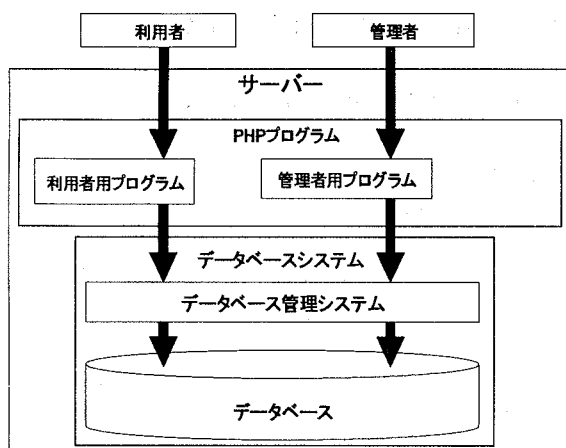 利用者
管理者
サーバー
PHPプログラム
利用者用プログラム
管理者用プログラム
データベースシステム
データベース管理システム
データベース